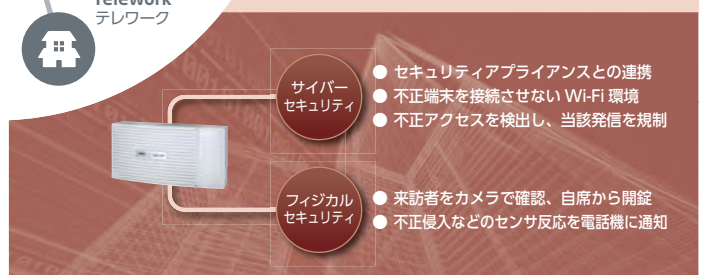 Telework
テレワーク
サイバー
セキュリティ
● セキュリティアプライアンスとの連携
● 不正端末を接続させない Wi-Fi 環境
● 不正アクセスを検出し、当該発信を規制
フィジカル
セキュリティ
● 来訪者をカメラで確認、自席から開錠
● 不正侵入などのセンサ反応を電話機に通知